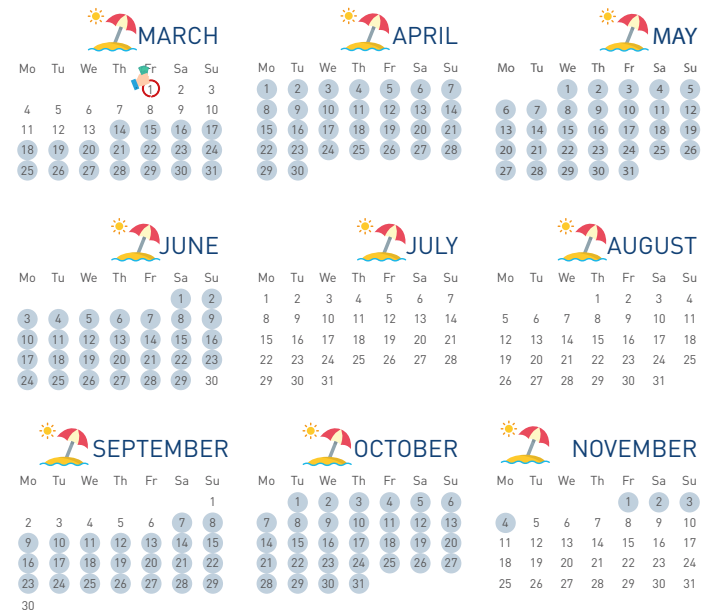 MARCH
Mo Tu We Th Fr Sa Su
1 2 3
4 5 6 7 8 9 10
11 12 13 14 15 16 17
18 19 20 21 22 23 24
25 26 27 28 29 30 31
APRIL
Mo Tu We Th Fr Sa Su
1 2 3 4 5 6 7
8 9 10 11 12 13 14
15 16 17 18 19 20 21
22 23 24 25 26 27 28
29 30
MAY
Mo Tu We Th Fr Sa Su
1 2 3 4 5
6 7 8 9 10 11 12
13 14 15 16 17 18 19
20 21 22 23 24 25 26
27 28 29 30 31
JUNE
Mo Tu We Th Fr Sa Su
1 2
3 4 5 6 7 8 9
10 11 12 13 14 15 16
17 18 19 20 21 22 23
24 25 26 27 28 29 30
JULY
Mo Tu We Th Fr Sa Su
1 2 3 4 5 6 7
8 9 10 11 12 13 14
15 16 17 18 19 20 21
22 23 24 25 26 27 28
29 30 31
AUGUST
Mo Tu We Th Fr Sa Su
1 2 3 4
5 6 7 8 9 10 11
12 13 14 15 16 17 18
19 20 21 22 23 24 25
26 27 28 29 30 31
SEPTEMBER
Mo Tu We Th Fr Sa Su
1
2 3 4 5 6 7 8
9 10 11 12 13 14 15
16 17 18 19 20 21 22
23 24 25 26 27 28 29
30
OCTOBER
Mo Tu We Th Fr Sa Su
1 2 3 4 5 6
7 8 9 10 11 12 13
14 15 16 17 18 19 20
21 22 23 24 25 26 27
28 29 30 31
NOVEMBER
Mo Tu We Th Fr Sa Su
1 2 3
4 5 6 7 8 9 10
11 12 13 14 15 16 17
18 19 20 21 22 23 24
25 26 27 28 29 30 31